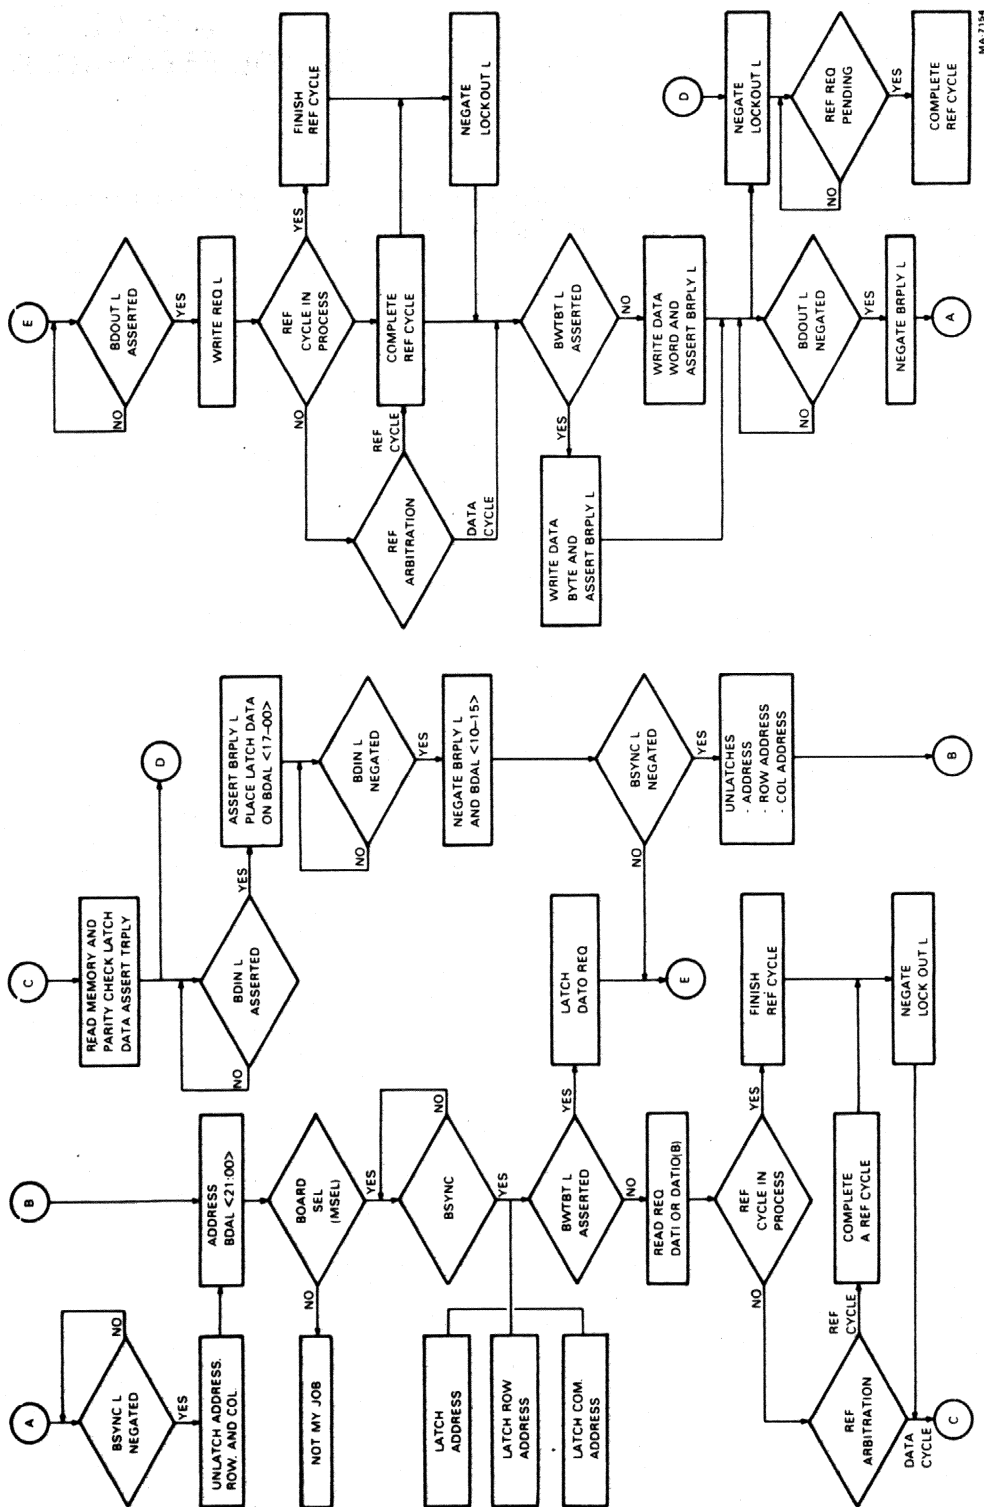 A
BSYNC L
NEGATED
NO
YES
UNLATCH ADDRESS.
ROW. AND COL.
B
ADDRESS
BDAL <21:00>
BOARD
SEL
(MSEL)
NO
YES
NOT MY JOB
BSYNC
NO
YES
LATCH
ADDRESS
LATCH ROW
ADDRESS
LATCH COM.
ADDRESS
BWTBT L
ASSERTED
YES
NO
LATCH
DATO REQ
E
READ REQ
DATI OR DATIO(B)
REF
CYCLE IN
PROCESS
NO
YES
FINISH
REF CYCLE
REF
ARBITRATION
REF
CYCLE
DATA
CYCLE
COMPLETE
A REF CYCLE
NEGATE
LOCK OUT L
C
C
READ MEMORY AND
PARITY CHECK LATCH
DATA ASSERT TRPLY
D
BDIN L
ASSERTED
NO
YES
ASSERT BRPLY L
PLACE LATCH DATA
ON BDAL <17-00>
BDIN L
NEGATED
NO
YES
NEGATE BRPLY L
AND BDAL <10-15>
BSYNC L
NEGATED
NO
YES
UNLATCHES
- ADDRESS
- ROW ADDRESS
- COL ADDRESS
B
E
BDOUT L
ASSERTED
NO
YES
WRITE REQ L
REF
CYCLE IN
PROCESS
NO
YES
FINISH
REF CYCLE
REF
ARBITRATION
REF
CYCLE
DATA
CYCLE
COMPLETE
REF CYCLE
NEGATE
LOCKOUT L
BWTBT L
ASSERTED
YES
NO
WRITE DATA
BYTE AND
ASSERT BRPLY L
WRITE DATA
WORD AND
ASSERT BRPLY L
BDOUT L
NEGATED
NO
YES
NEGATE BRPLY L
A
D
NEGATE
LOCKOUT L
REF REQ
PENDING
NO
YES
COMPLETE
REF CYCLE
MA-7154